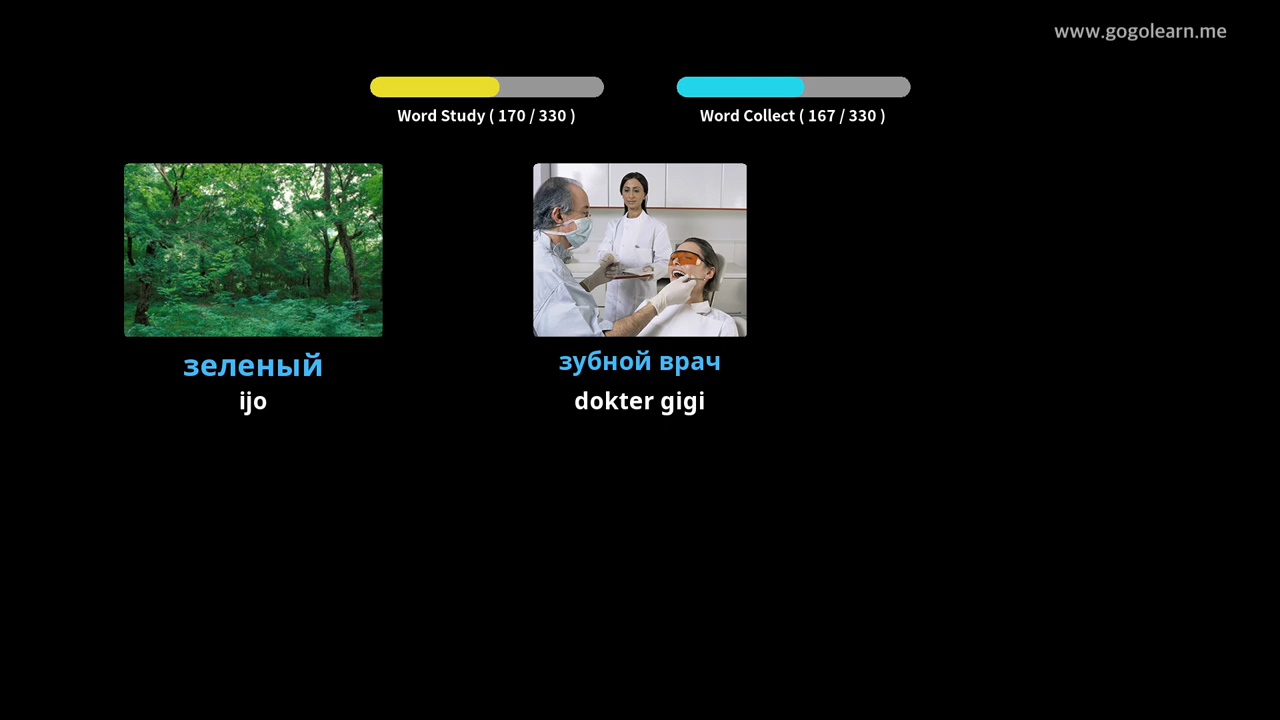 www.gogolearn.me
Word Study ( 170 / 330 )
Word Collect ( 167 / 330 )
зеленый
ijo
зубной врач
dokter gigi